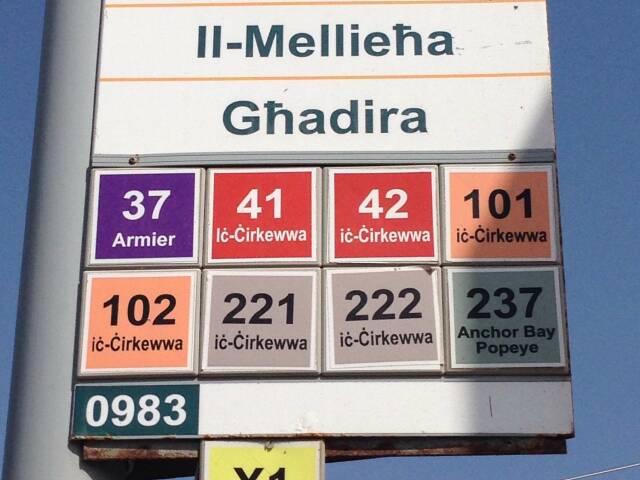 Il-Mellieħa
Għadira
37
Armier
41
Iċ-Ċirkewwa
42
iċ-Ċirkewwa
101
iċ-Ċirkewwa
102
iċ-Ċirkewwa
221
iċ-Ċirkewwa
222
iċ-Ċirkewwa
237
Anchor Bay
Popeye
0983
X1